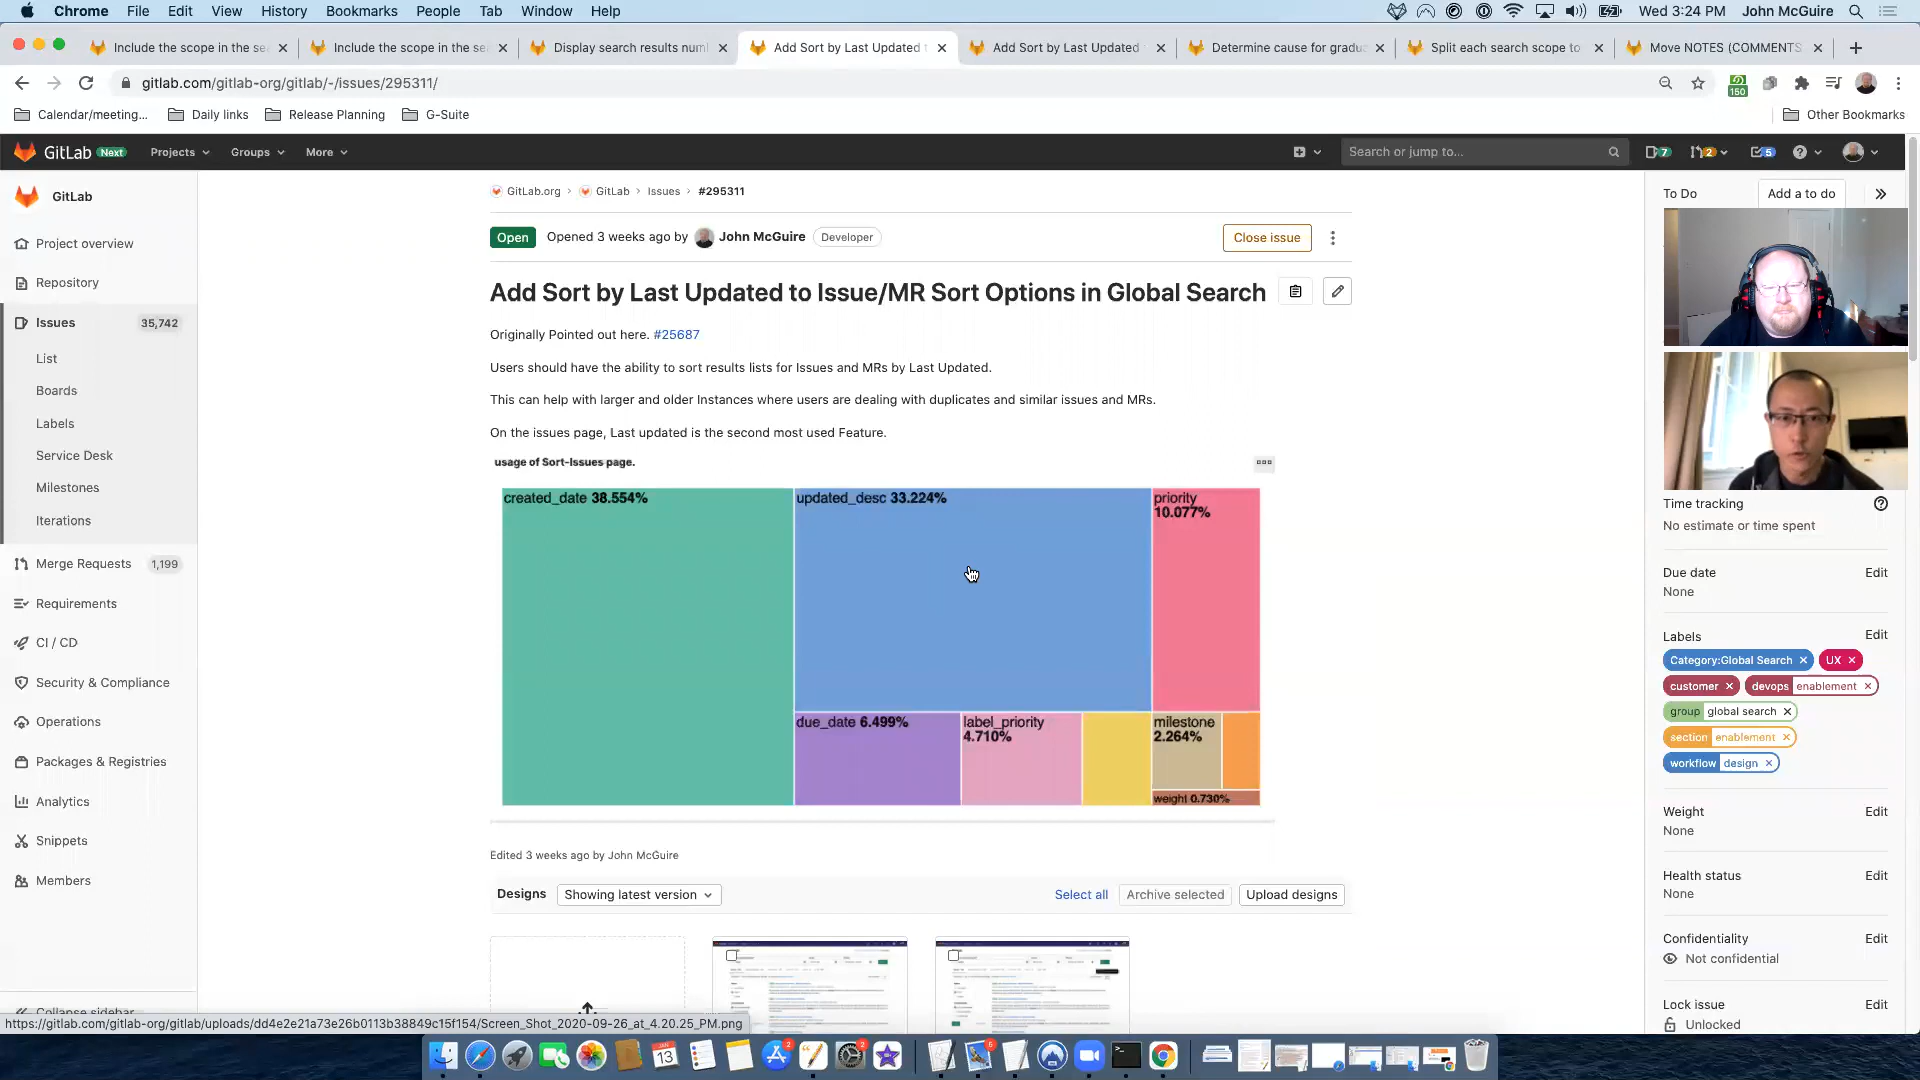 Chrome File Edit View History Bookmarks People Tab Window Help Wed 3:24 PM John McGuire
Include the scope in the se Include the scope in the se Display search results num Add Sort by Last Updated t Add Sort by Last Updated Determine cause for gradu Split each search scope to Move NOTES (COMMENTS
gitlab.com/gitlab-org/gitlab/-/issues/295311/
150
Calendar/meeting... Daily links Release Planning G-Suite Other Bookmarks
GitLab Next Projects Groups More Search or jump to... 7 2 5
GitLab
Project overview
Repository
Issues 35,742
List
Boards
Labels
Service Desk
Milestones
Iterations
Merge Requests 1,199
Requirements
CI / CD
Security & Compliance
Operations
Packages & Registries
Analytics
Snippets
Members
Collapse sidebar
GitLab.org > GitLab > Issues > #295311
Open Opened 3 weeks ago by John McGuire Developer Close issue
Add Sort by Last Updated to Issue/MR Sort Options in Global Search
Originally Pointed out here. #25687
Users should have the ability to sort results lists for Issues and MRs by Last Updated.
This can help with larger and older Instances where users are dealing with duplicates and similar issues and MRs.
On the issues page, Last updated is the second most used Feature.
usage of Sort-Issues page.
created_date 38.554% updated_desc 33.224% priority
10.077%
due_date 6.499% label_priority milestone
4.710% 2.264%
weight 0.730%
Edited 3 weeks ago by John McGuire
Designs Showing latest version Select all Archive selected Upload designs
To Do Add a to do
Time tracking
No estimate or time spent
Due date Edit
None
Labels Edit
Category:Global Search UX
customer devops enablement
group global search
section enablement
workflow design
Weight Edit
None
Health status Edit
None
Confidentiality Edit
Not confidential
Lock issue Edit
Unlocked
https://gitlab.com/gitlab-org/gitlab/uploads/dd4e2e21a73e26b0113b38849c15f154/Screen_Shot_2020-09-26_at_4.20.25_PM.png
JAN
13
2
2